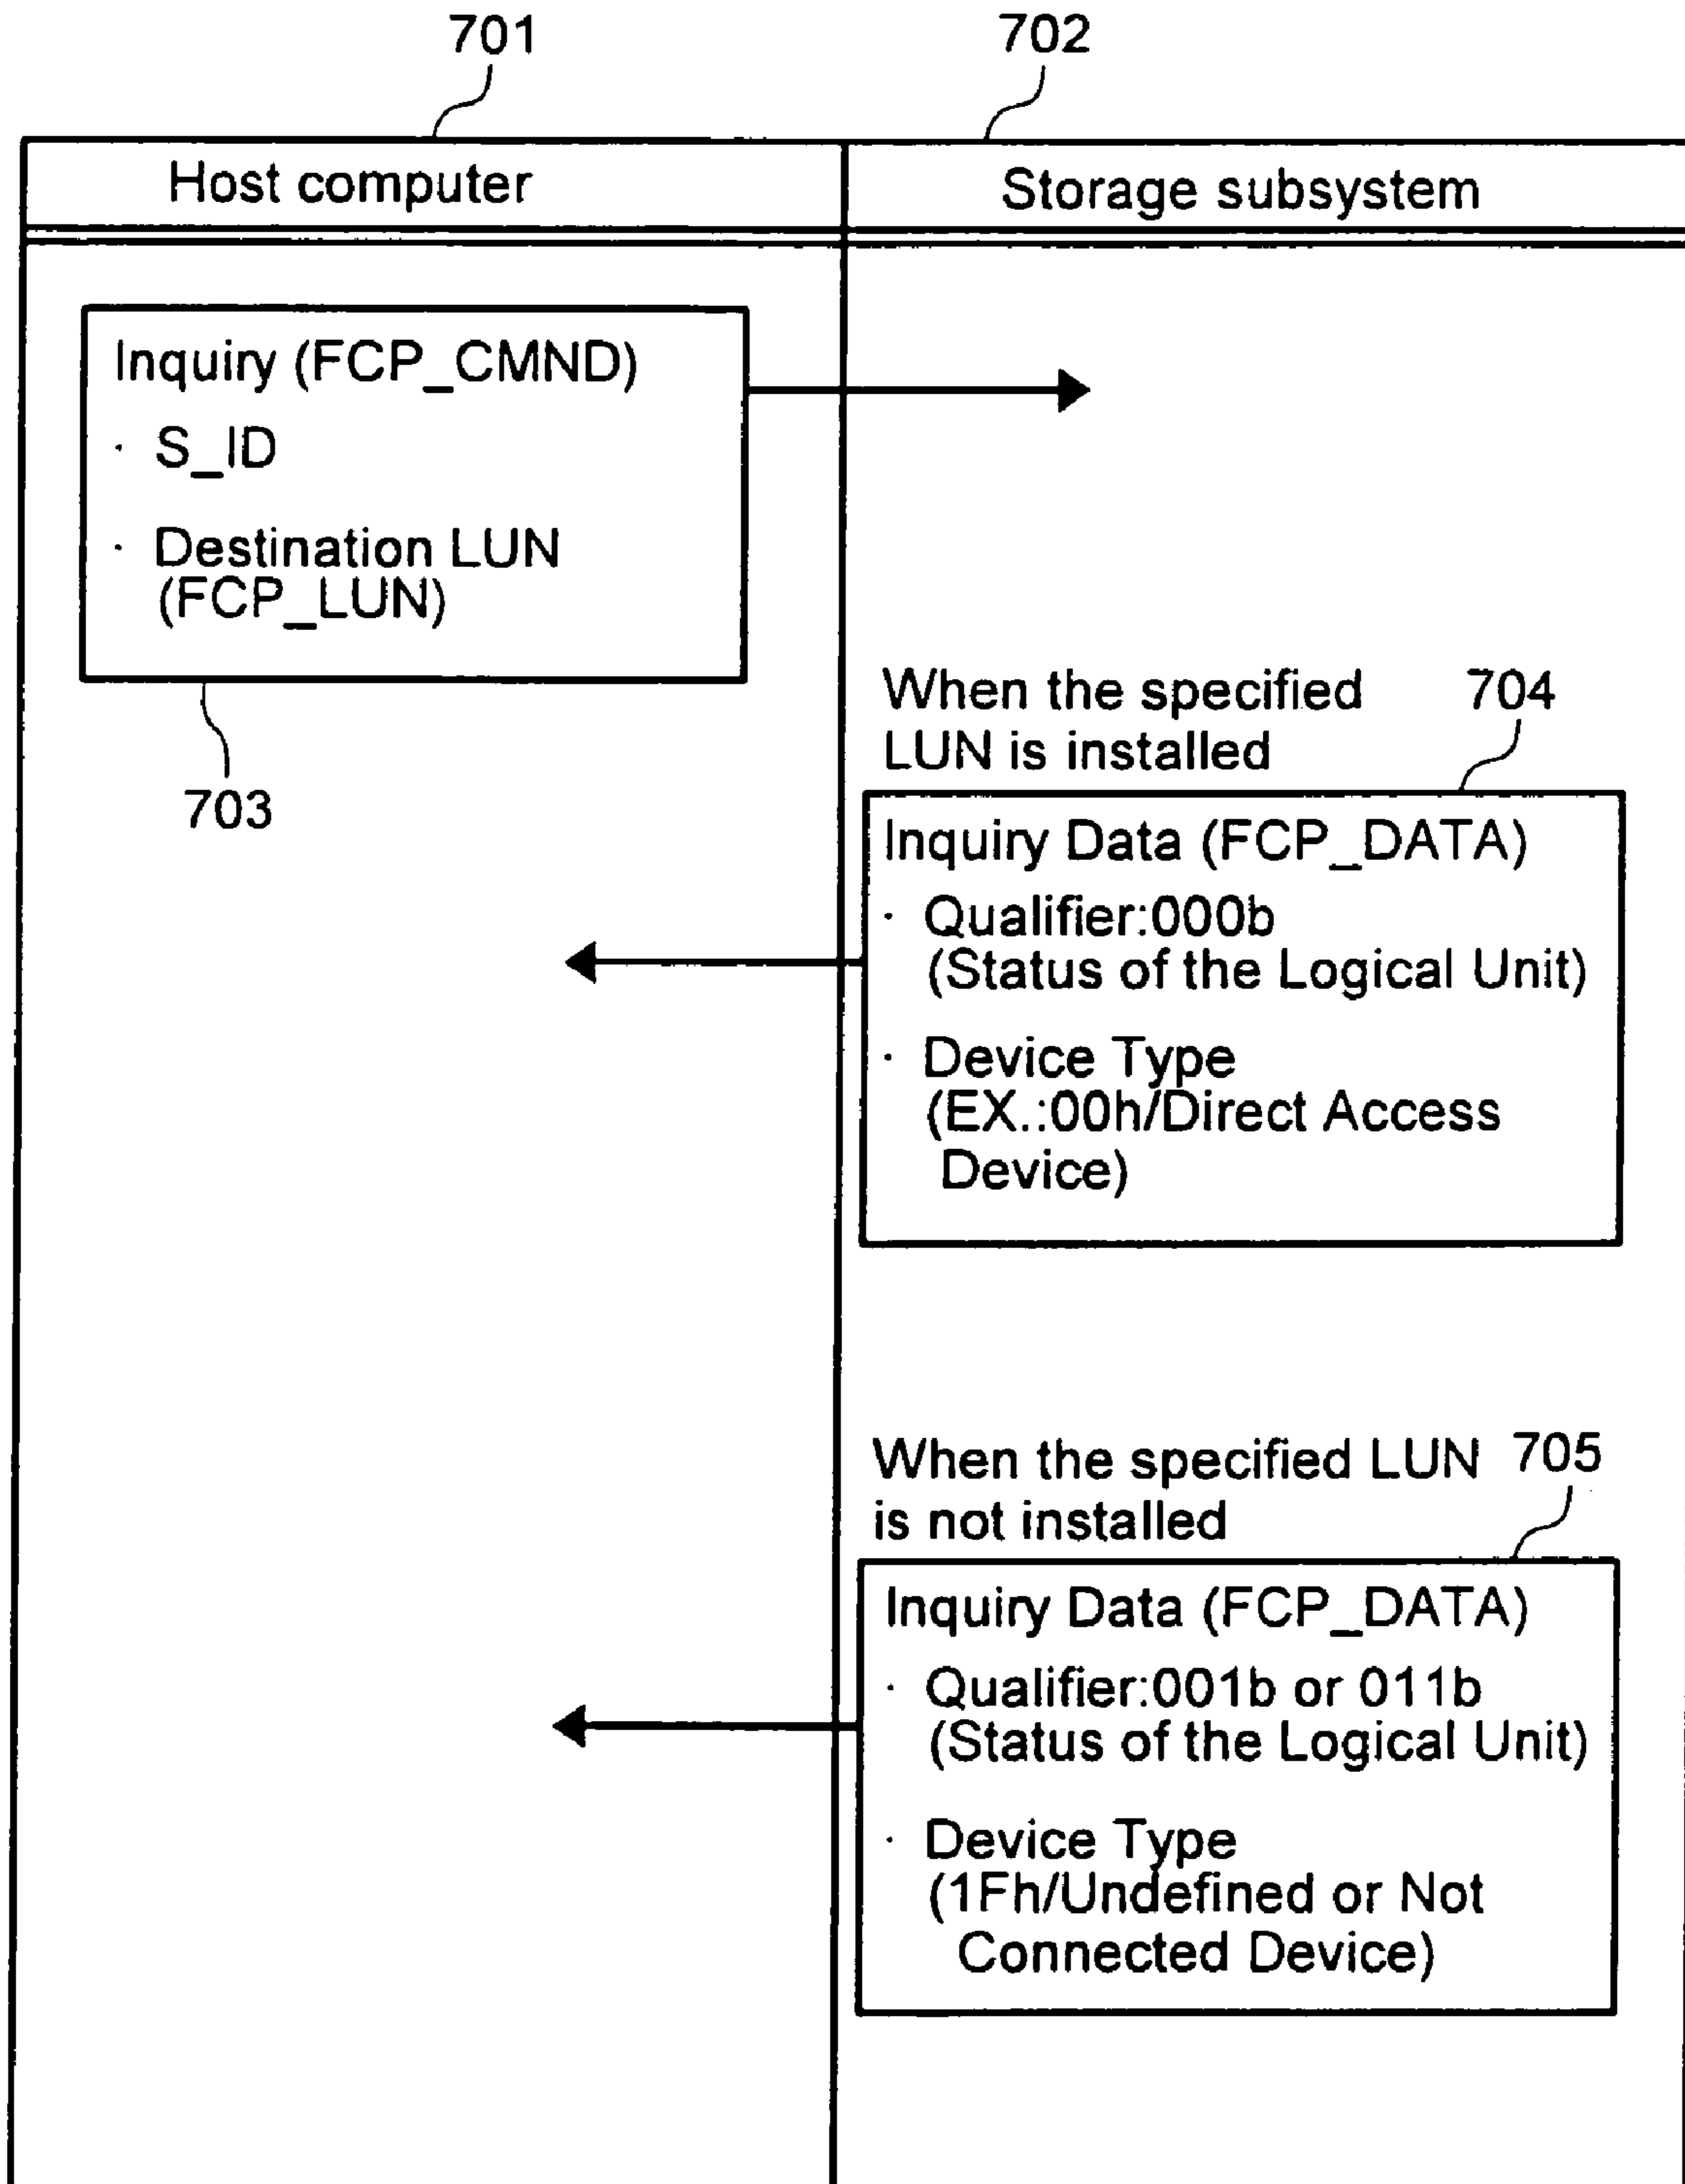 701
702
Host computer
Storage subsystem
Inquiry (FCP_CMND)
· S_ID
· Destination LUN
(FCP_LUN)
703
When the specified
LUN is installed
704
Inquiry Data (FCP_DATA)
· Qualifier:000b
(Status of the Logical Unit)
· Device Type
(EX.:00h/Direct Access
Device)
When the specified LUN
is not installed
705
Inquiry Data (FCP_DATA)
· Qualifier:001b or 011b
(Status of the Logical Unit)
· Device Type
(1Fh/Undefined or Not
Connected Device)